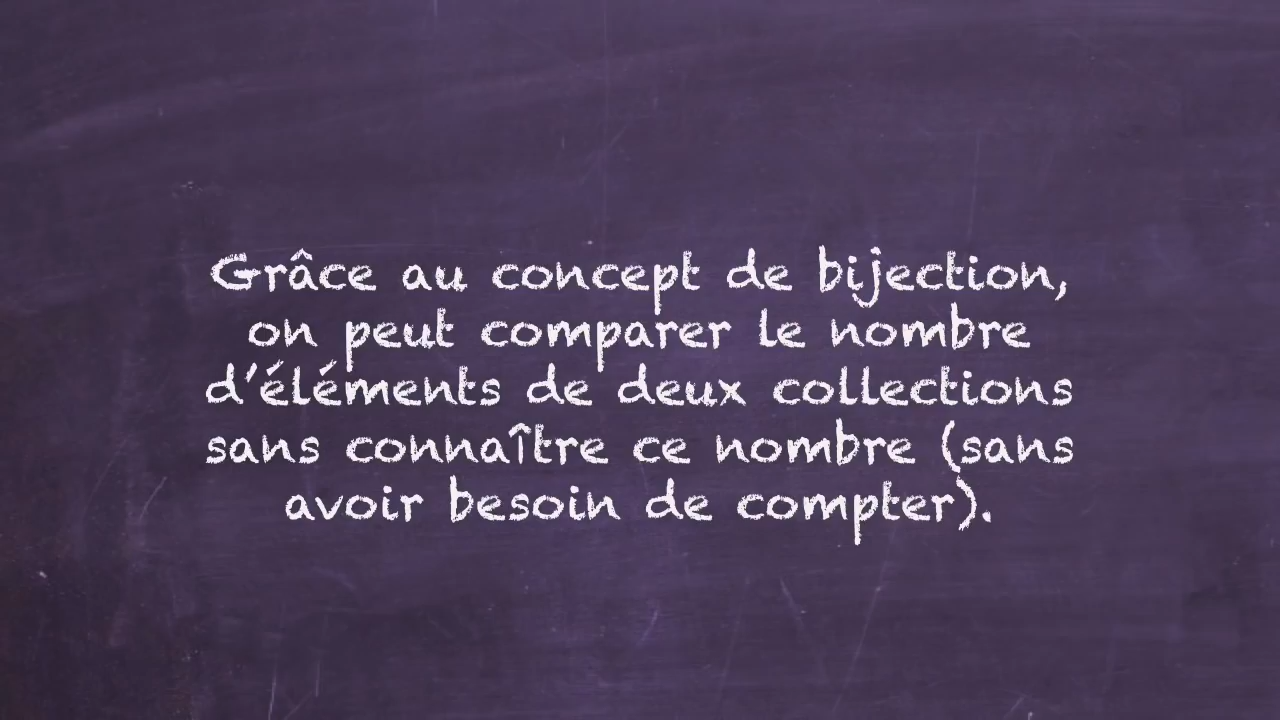 Grâce au concept de bijection,
on peut comparer le nombre
d’éléments de deux collections
sans connaître ce nombre (sans
avoir besoin de compter).